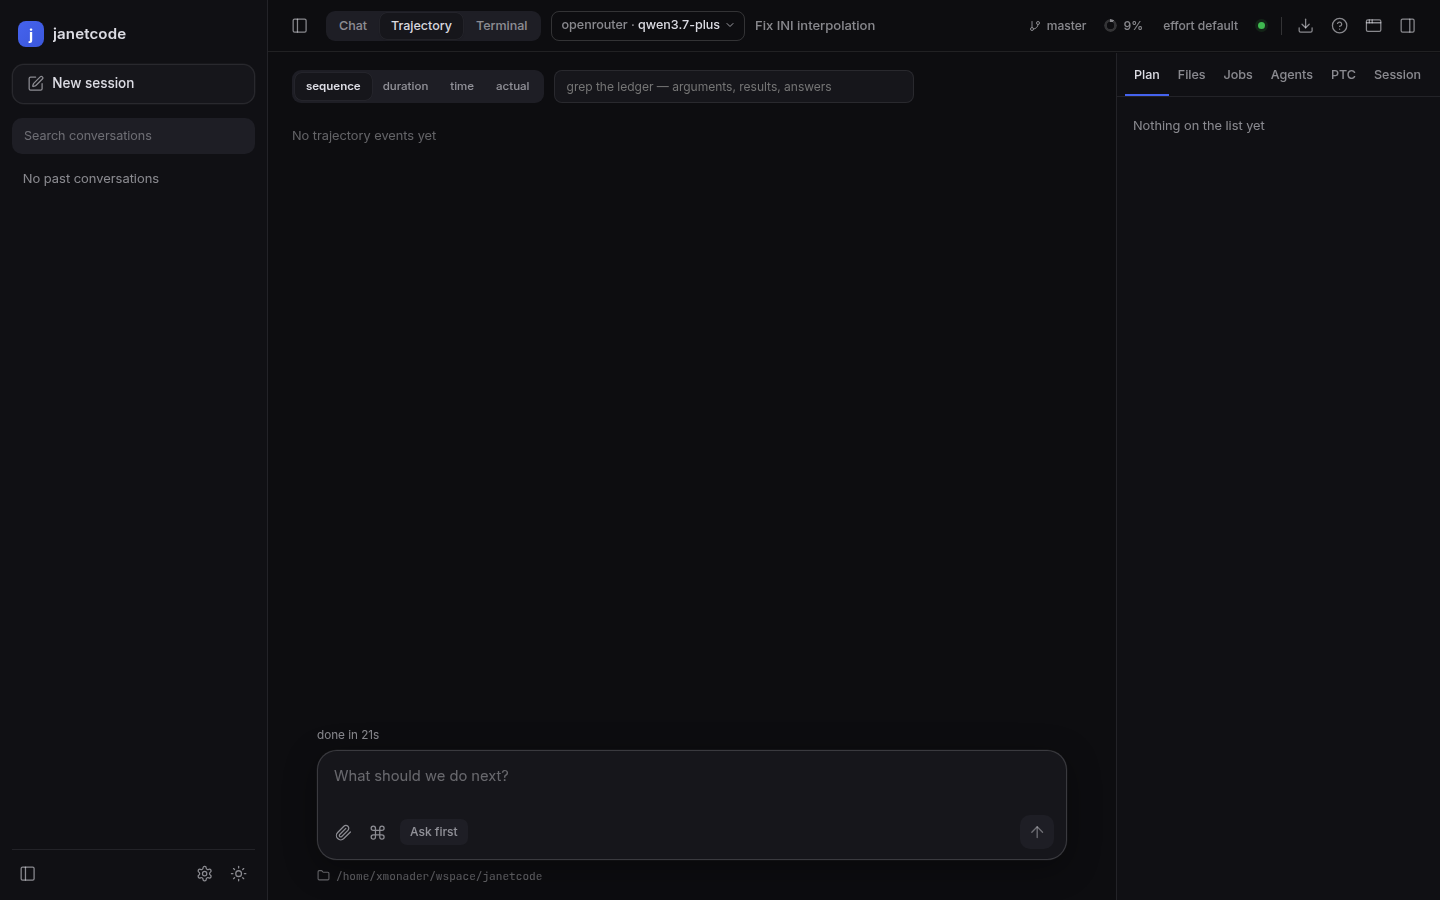 j janetcode
New session
Search conversations
No past conversations
Chat Trajectory Terminal openrouter · qwen3.7-plus Fix INI interpolation master 9% effort default
sequence duration time actual grep the ledger — arguments, results, answers
No trajectory events yet
Plan Files Jobs Agents PTC Session
Nothing on the list yet
done in 21s
What should we do next?
Ask first
/home/xmonader/wspace/janetcode